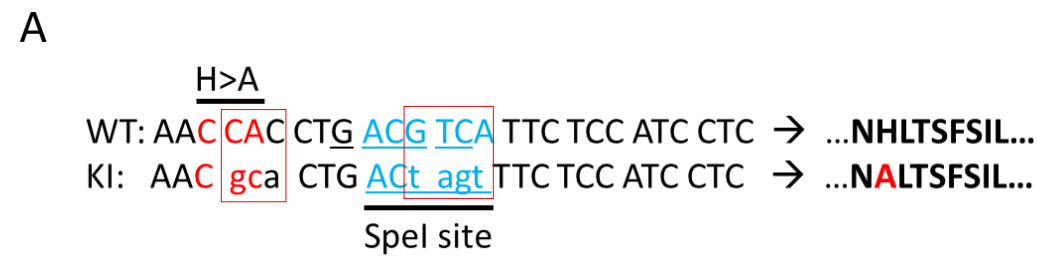 A
H>A
WT: AAC CAC CTG ACG TCA TTC TCC ATC CTC → ...NHLTSFSIL...
KI: AAC gca CTG ACt agt TTC TCC ATC CTC → ...NALTSFSIL...
SpeI site